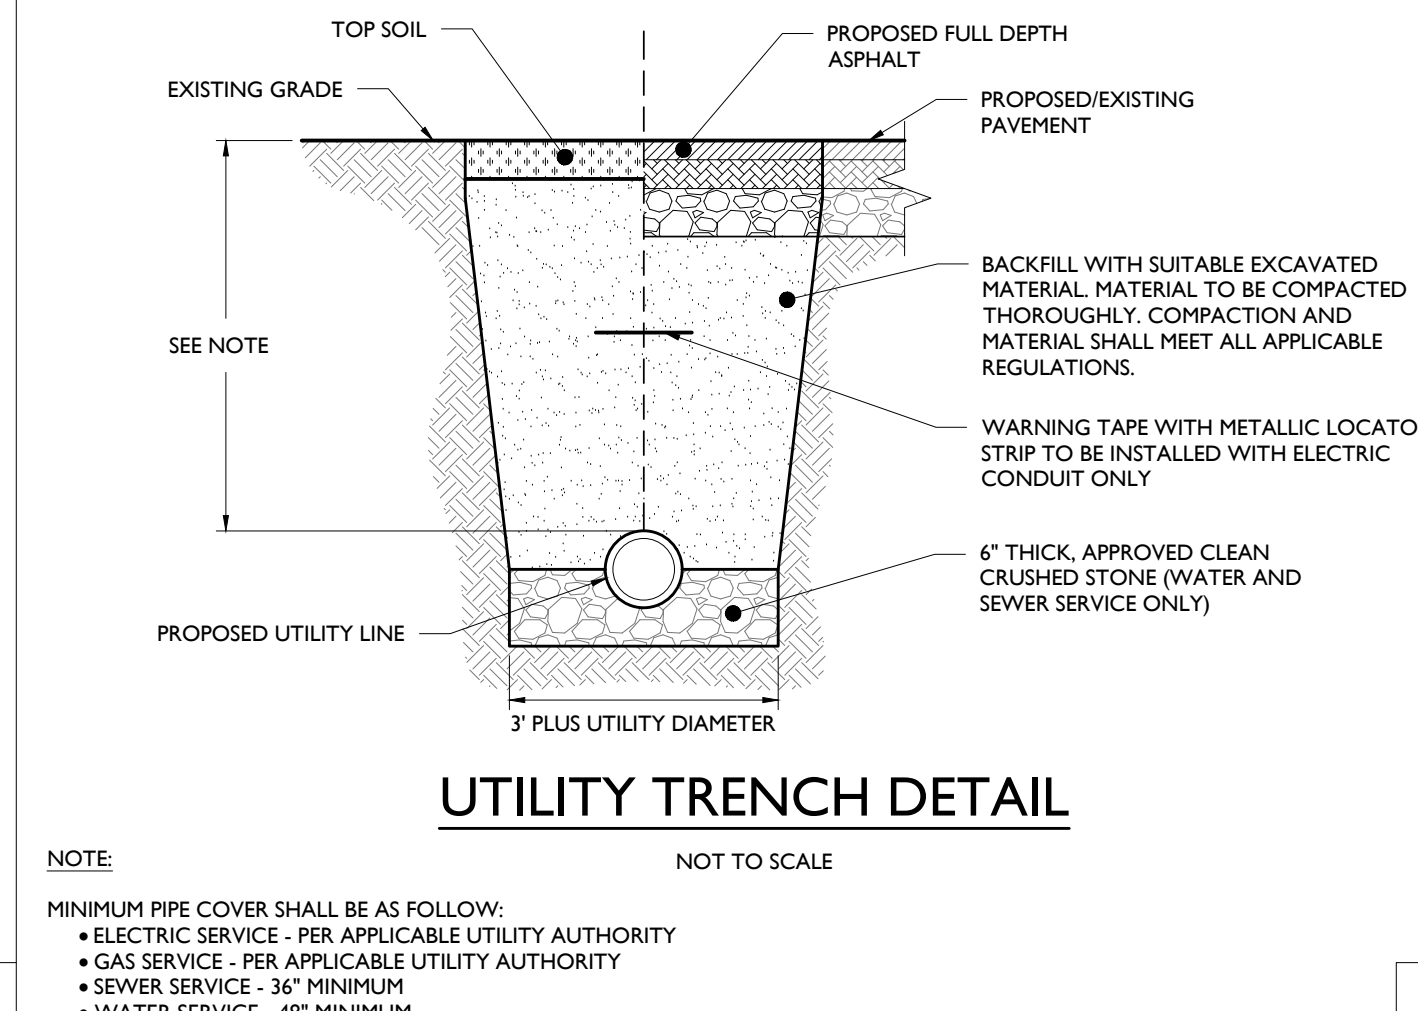 TOP SOIL
EXISTING GRADE
PROPOSED FULL DEPTH
ASPHALT
PROPOSED/EXISTING
PAVEMENT
SEE NOTE
BACKFILL WITH SUITABLE EXCAVATED
MATERIAL. MATERIAL TO BE COMPACTED
THOROUGHLY. COMPACTION AND
MATERIAL SHALL MEET ALL APPLICABLE
REGULATIONS.
WARNING TAPE WITH METALLIC LOCATO
STRIP TO BE INSTALLED WITH ELECTRIC
CONDUIT ONLY
6" THICK, APPROVED CLEAN
CRUSHED STONE (WATER AND
SEWER SERVICE ONLY)
PROPOSED UTILITY LINE
3' PLUS UTILITY DIAMETER
UTILITY TRENCH DETAIL
NOT TO SCALE
NOTE:
MINIMUM PIPE COVER SHALL BE AS FOLLOW:
• ELECTRIC SERVICE - PER APPLICABLE UTILITY AUTHORITY
• GAS SERVICE - PER APPLICABLE UTILITY AUTHORITY
• SEWER SERVICE - 36" MINIMUM
• WATER SERVICE - 48" MINIMUM